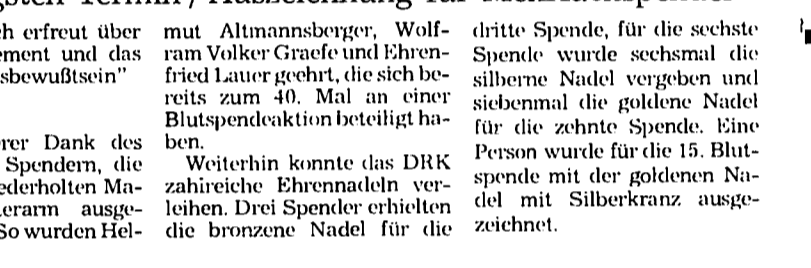 h erfreut über
ement und das
sbewußtsein"
rer Dank des
Spendern, die
ederholten Ma-
erarm ausge-
So wurden Hel-
mut Altmannsberger, Wolf-
ram Volker Graefe und Ehren-
fried Lauer geehrt, die sich be-
reits zum 40. Mal an einer
Blutspendeaktion beteiligt ha-
ben.
Weiterhin konnte das DRK
zahlreiche Ehrennadeln ver-
leihen. Drei Spender erhielten
die bronzene Nadel für die
dritte Spende, für die sechste
Spende wurde sechsmal die
silberne Nadel vergeben und
siebenmal die goldene Nadel
für die zehnte Spende. Eine
Person wurde für die 15. Blut-
spende mit der goldenen Na-
del mit Silberkranz ausge-
zeichnet.